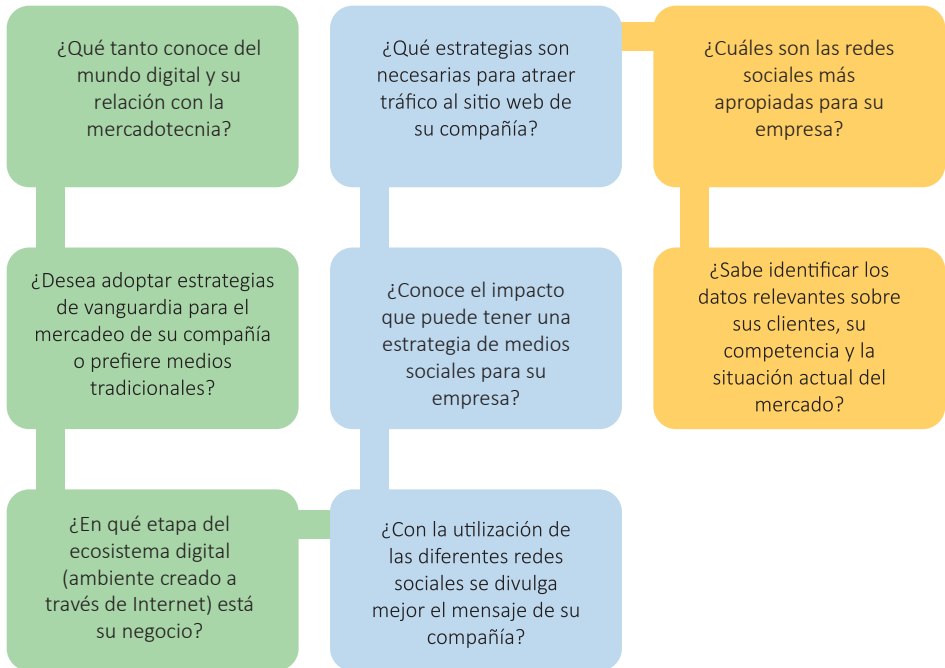 ¿Qué tanto conoce del
mundo digital y su
relación con la
mercadotecnia?
¿Desea adoptar estrategias
de vanguardia para el
mercadeo de su compañía
o prefiere medios
tradicionales?
¿En qué etapa del
ecosistema digital
(ambiente creado a
través de Internet) está
su negocio?
¿Con la utilización de
las diferentes redes
sociales se divulga
mejor el mensaje de su
compañía?
¿Conoce el impacto
que puede tener una
estrategia de medios
sociales para su
empresa?
¿Qué estrategias son
necesarias para atraer
tráfico al sitio web de
su compañía?
¿Cuáles son las redes
sociales más
apropiadas para su
empresa?
¿Sabe identificar los
datos relevantes sobre
sus clientes, su
competencia y la
situación actual del
mercado?